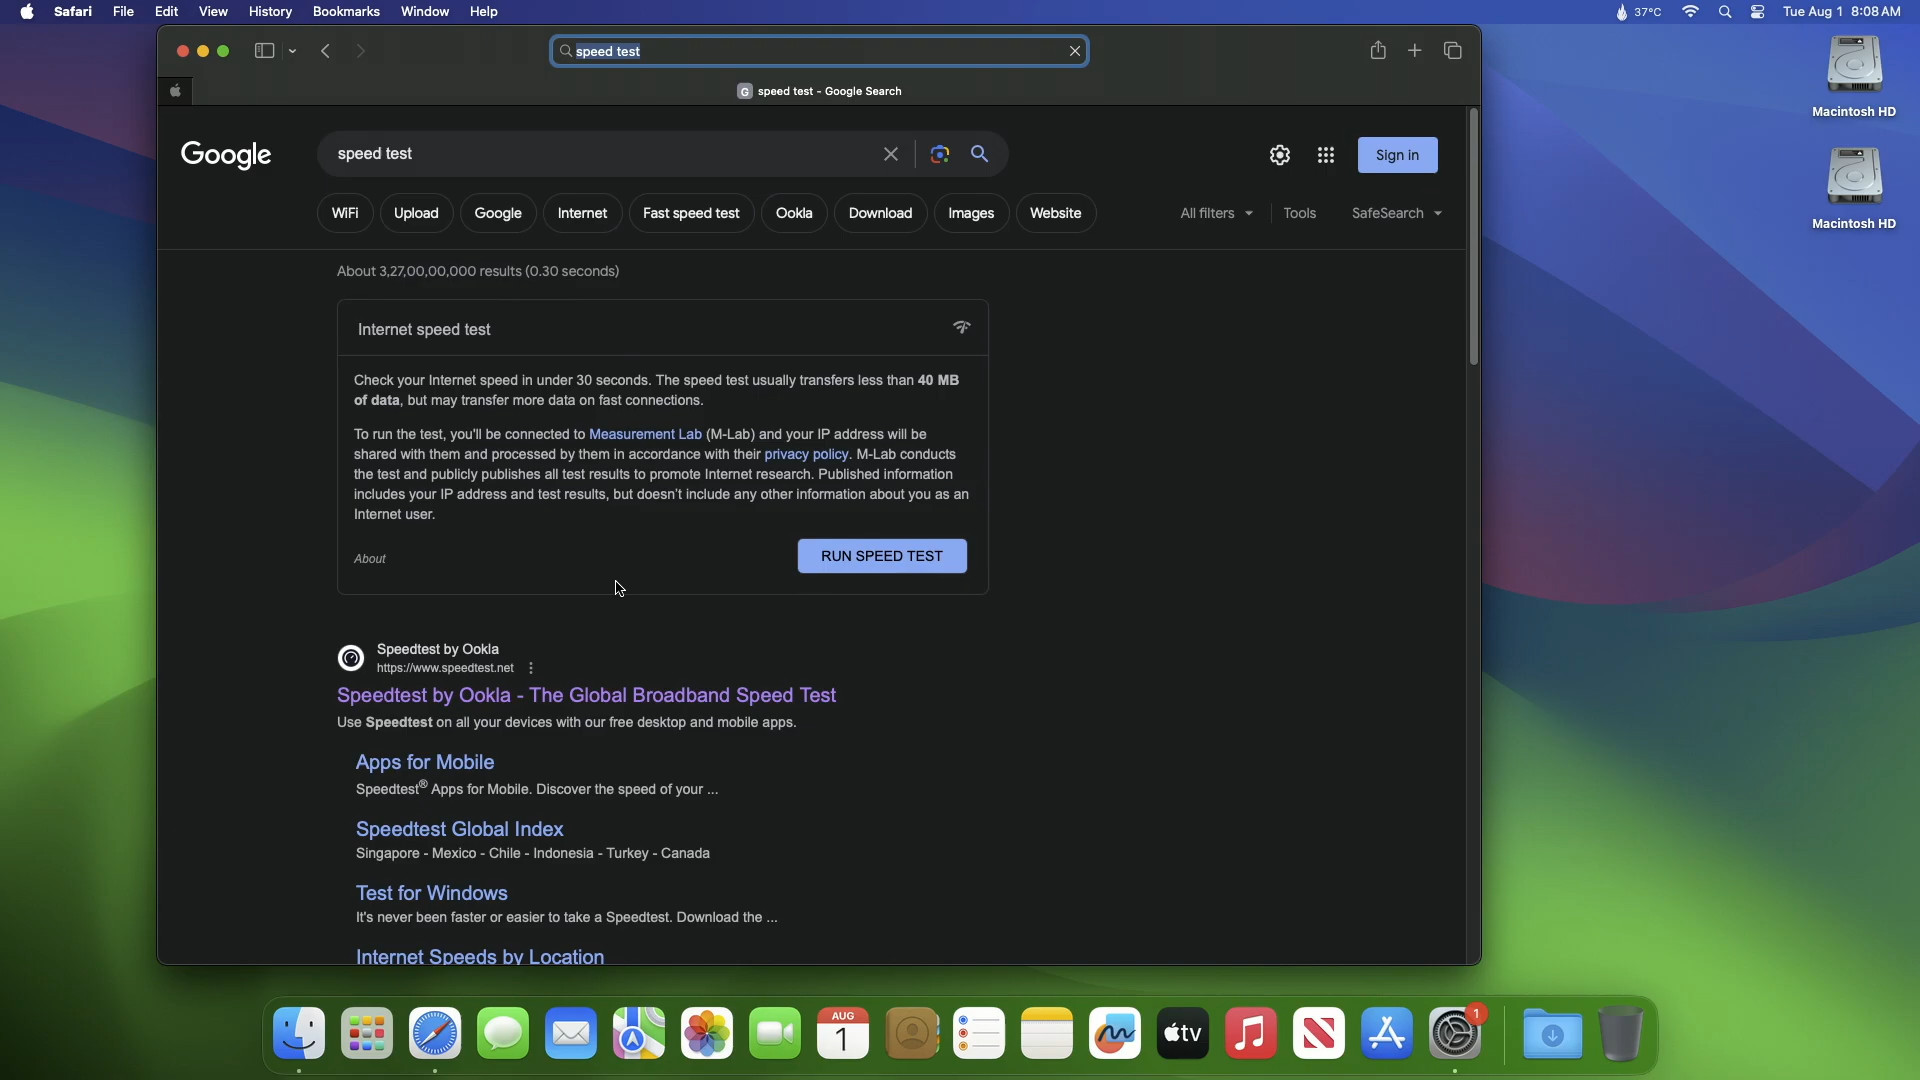 Safari File Edit View History Bookmarks Window Help
37°C
Tue Aug 1 8:08 AM
speed test
G speed test - Google Search
Google
speed test
Sign in
WiFi Upload Google Internet Fast speed test Ookla Download Images Website
All filters Tools SafeSearch
About 3,27,00,00,000 results (0.30 seconds)
Internet speed test
Check your Internet speed in under 30 seconds. The speed test usually transfers less than 40 MB
of data, but may transfer more data on fast connections.
To run the test, you'll be connected to Measurement Lab (M-Lab) and your IP address will be
shared with them and processed by them in accordance with their privacy policy. M-Lab conducts
the test and publicly publishes all test results to promote Internet research. Published information
includes your IP address and test results, but doesn't include any other information about you as an
Internet user.
About
RUN SPEED TEST
Speedtest by Ookla
https://www.speedtest.net
Speedtest by Ookla - The Global Broadband Speed Test
Use Speedtest on all your devices with our free desktop and mobile apps.
Apps for Mobile
Speedtest® Apps for Mobile. Discover the speed of your ...
Speedtest Global Index
Singapore - Mexico - Chile - Indonesia - Turkey - Canada
Test for Windows
It's never been faster or easier to take a Speedtest. Download the ...
Internet Speeds by Location
Macintosh HD
Macintosh HD
AUG
1
tv
1